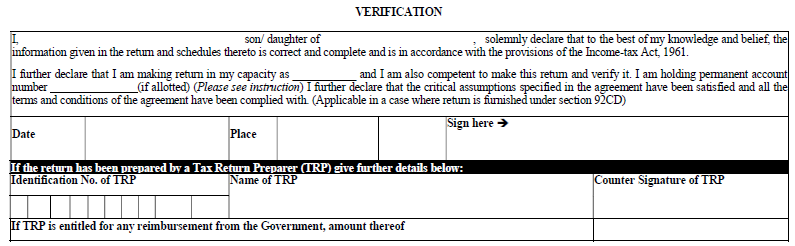 VERIFICATION
I, son/ daughter of , solemnly declare that to the best of my knowledge and belief, the
information given in the return and schedules thereto is correct and complete and is in accordance with the provisions of the Income-tax Act, 1961.
I further declare that I am making return in my capacity as ___________ and I am also competent to make this return and verify it. I am holding permanent account
number _______________(if allotted) (Please see instruction) I further declare that the critical assumptions specified in the agreement have been satisfied and all the
terms and conditions of the agreement have been complied with. (Applicable in a case where return is furnished under section 92CD)
Date Place Sign here ➔
If the return has been prepared by a Tax Return Preparer (TRP) give further details below:
Identification No. of TRP Name of TRP Counter Signature of TRP
If TRP is entitled for any reimbursement from the Government, amount thereof